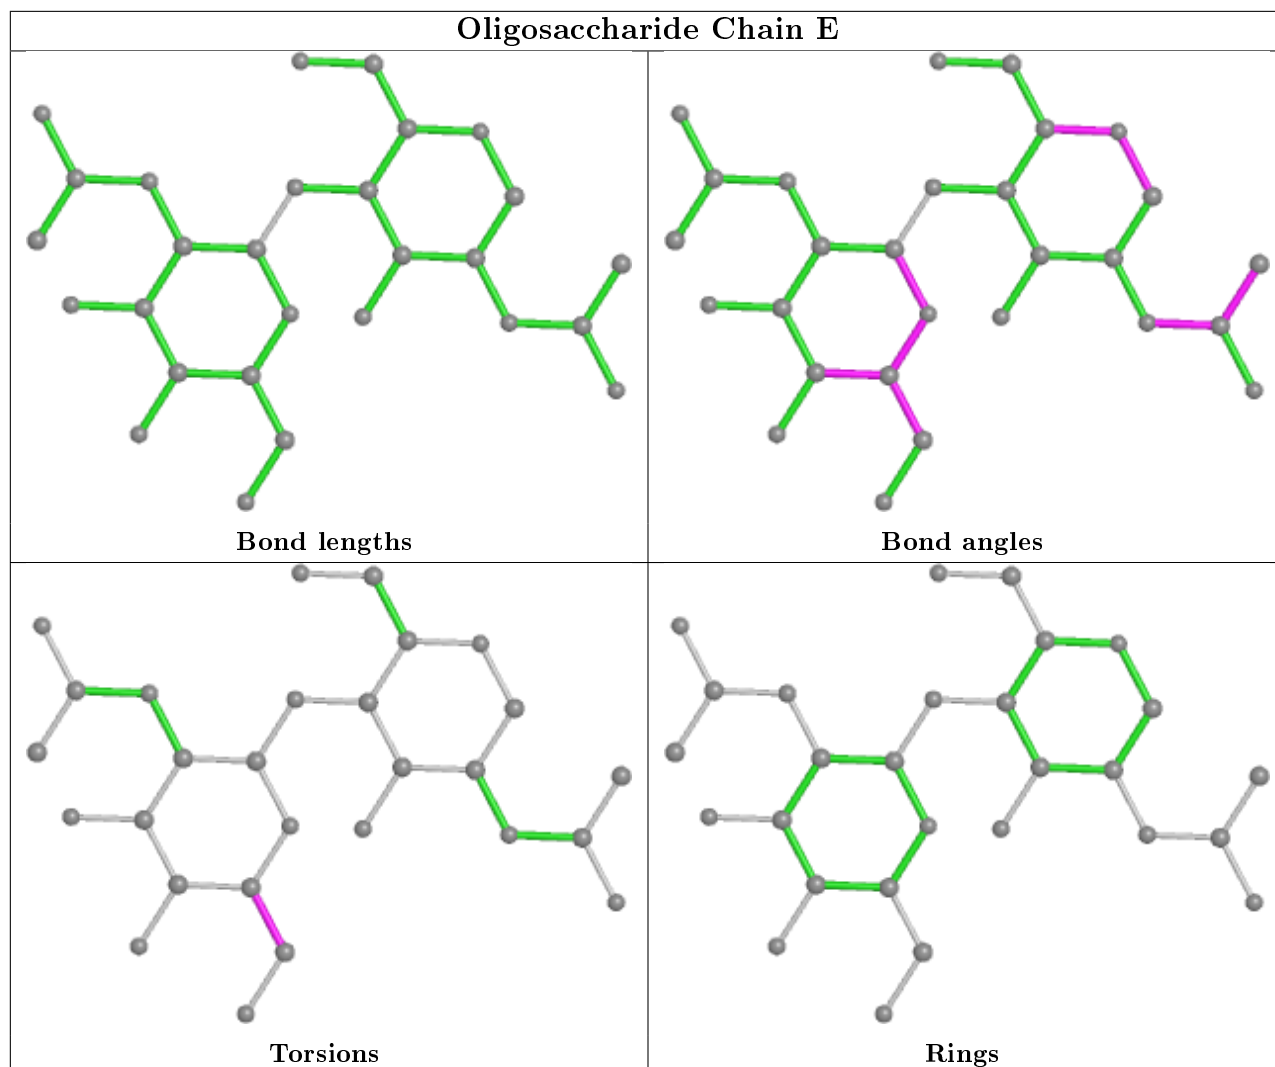 Oligosaccharide Chain E
Bond lengths
Bond angles
Torsions
Rings